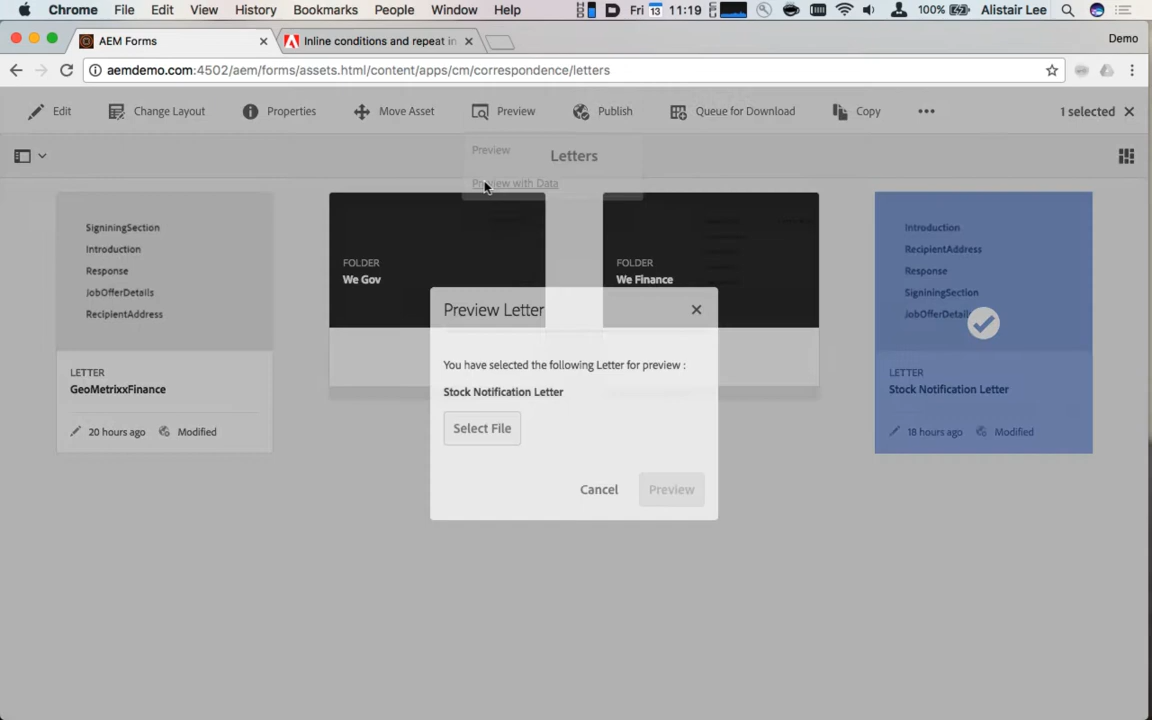 Chrome File Edit View History Bookmarks People Window Help Fri 13 11:19 100% Alistair Lee
AEM Forms Inline conditions and repeat in Demo
aemdemo.com:4502/aem/forms/assets.html/content/apps/cm/correspondence/letters
Edit Change Layout Properties Move Asset Preview Publish Queue for Download Copy 1 selected
Preview
Letters
Preview with Data
SigniningSection
Introduction
Response
JobOfferDetails
RecipientAddress
LETTER
GeoMetrixxFinance
20 hours ago Modified
FOLDER
We Gov
FOLDER
We Finance
Introduction
RecipientAddress
Response
SigniningSection
JobOfferDetail
LETTER
Stock Notification Letter
18 hours ago Modified
Preview Letter
You have selected the following Letter for preview :
Stock Notification Letter
Select File
Cancel Preview